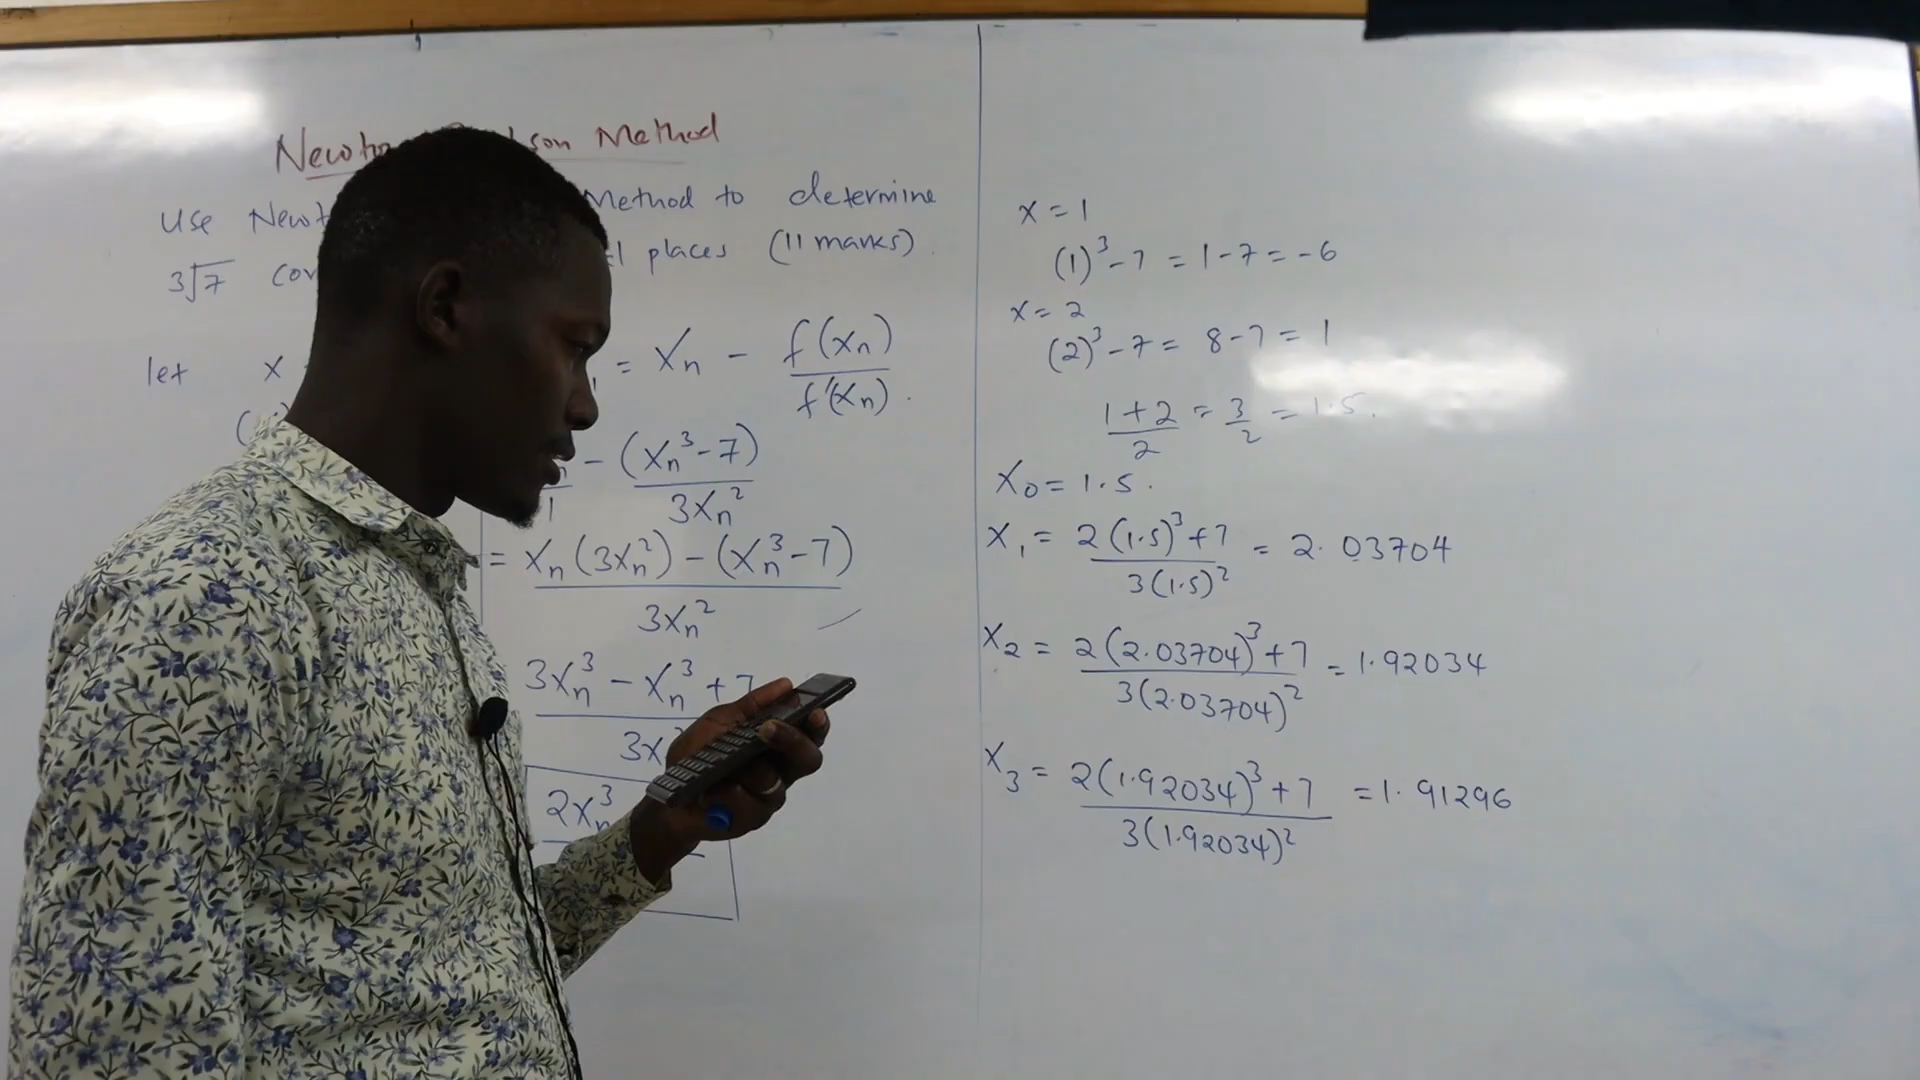 Newto son Method
Use Newt Method to determine
3√7 cor places (11 marks).
let x = xₙ - f(xₙ)/f'(xₙ).
- (xₙ³-7)/3xₙ²
= xₙ(3xₙ²) - (xₙ³-7)/3xₙ²
3xₙ³ - xₙ³ + 7
3x
2xₙ³
x = 1
(1)³-7 = 1-7 = -6
x = 2
(2)³-7 = 8-7 = 1
1+2/2 = 3/2 = 1.5.
x₀ = 1.5.
x₁ = 2(1.5)³+7/3(1.5)² = 2.03704
x₂ = 2(2.03704)³+7/3(2.03704)² = 1.92034
x₃ = 2(1.92034)³+7/3(1.92034)² = 1.91296